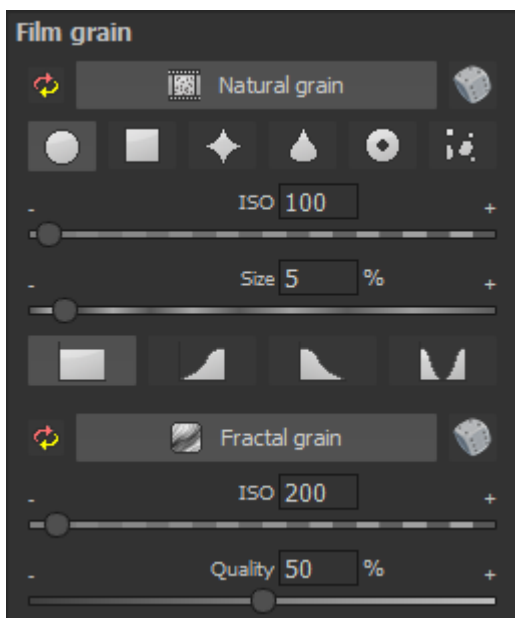 Film grain
Natural grain
ISO 100
- +
Size 5 %
- +
Fractal grain
ISO 200
- +
Quality 50 %
- +